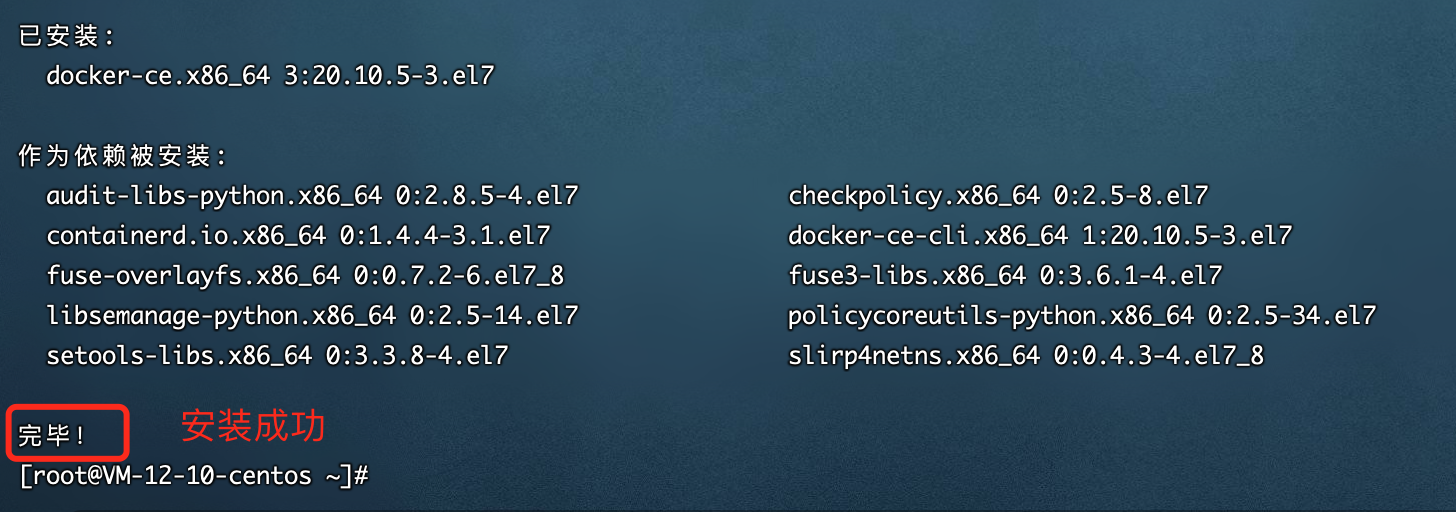 已安装:
docker-ce.x86_64 3:20.10.5-3.el7
作为依赖被安装:
audit-libs-python.x86_64 0:2.8.5-4.el7 checkpolicy.x86_64 0:2.5-8.el7
containerd.io.x86_64 0:1.4.4-3.1.el7 docker-ce-cli.x86_64 1:20.10.5-3.el7
fuse-overlayfs.x86_64 0:0.7.2-6.el7_8 fuse3-libs.x86_64 0:3.6.1-4.el7
libsemanage-python.x86_64 0:2.5-14.el7 policycoreutils-python.x86_64 0:2.5-34.el7
setools-libs.x86_64 0:3.3.8-4.el7 slirp4netns.x86_64 0:0.4.3-4.el7_8
完毕! 安装成功
[root@VM-12-10-centos ~]#